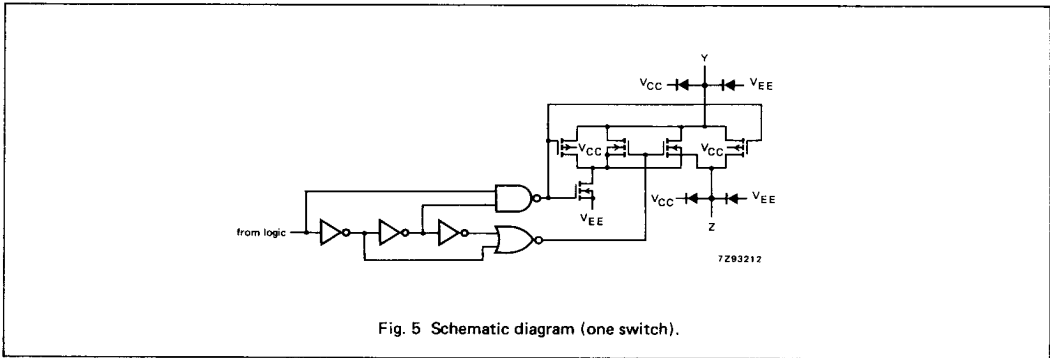 Y
VCC VEE
VCC VCC
VCC VEE
VEE
from logic
Z
7Z93212
Fig. 5 Schematic diagram (one switch).